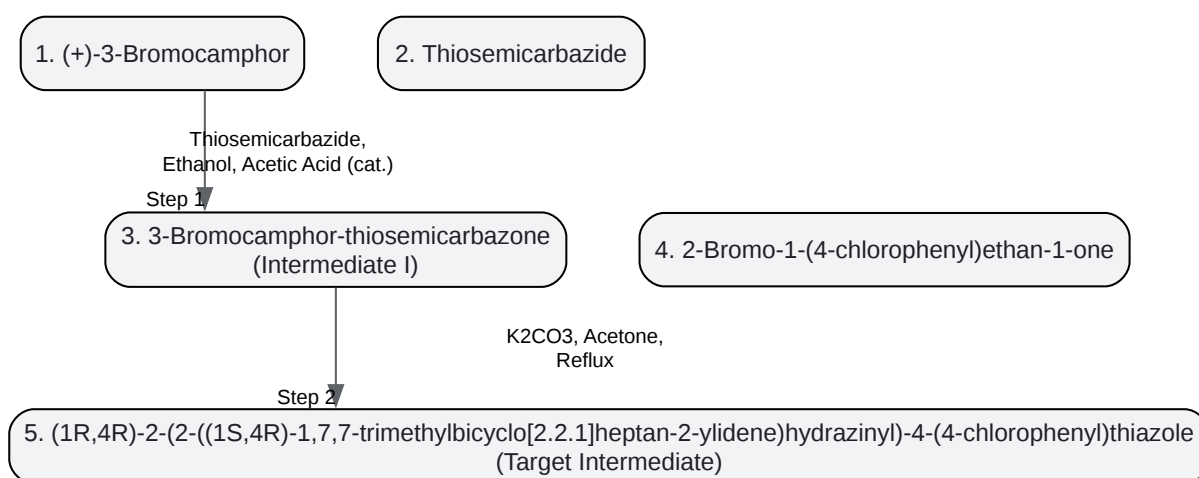 1. (+)-3-Bromocamphor
2. Thiosemicarbazide
Thiosemicarbazide,
Ethanol, Acetic Acid (cat.)
Step 1
3. 3-Bromocamphor-thiosemicarbazone
(Intermediate I)
4. 2-Bromo-1-(4-chlorophenyl)ethan-1-one
K2CO3, Acetone,
Reflux
Step 2
5. (1R,4R)-2-(2-((1S,4R)-1,7,7-trimethylbicyclo[2.2.1]heptan-2-ylidene)hydrazinyl)-4-(4-chlorophenyl)thiazole
(Target Intermediate)